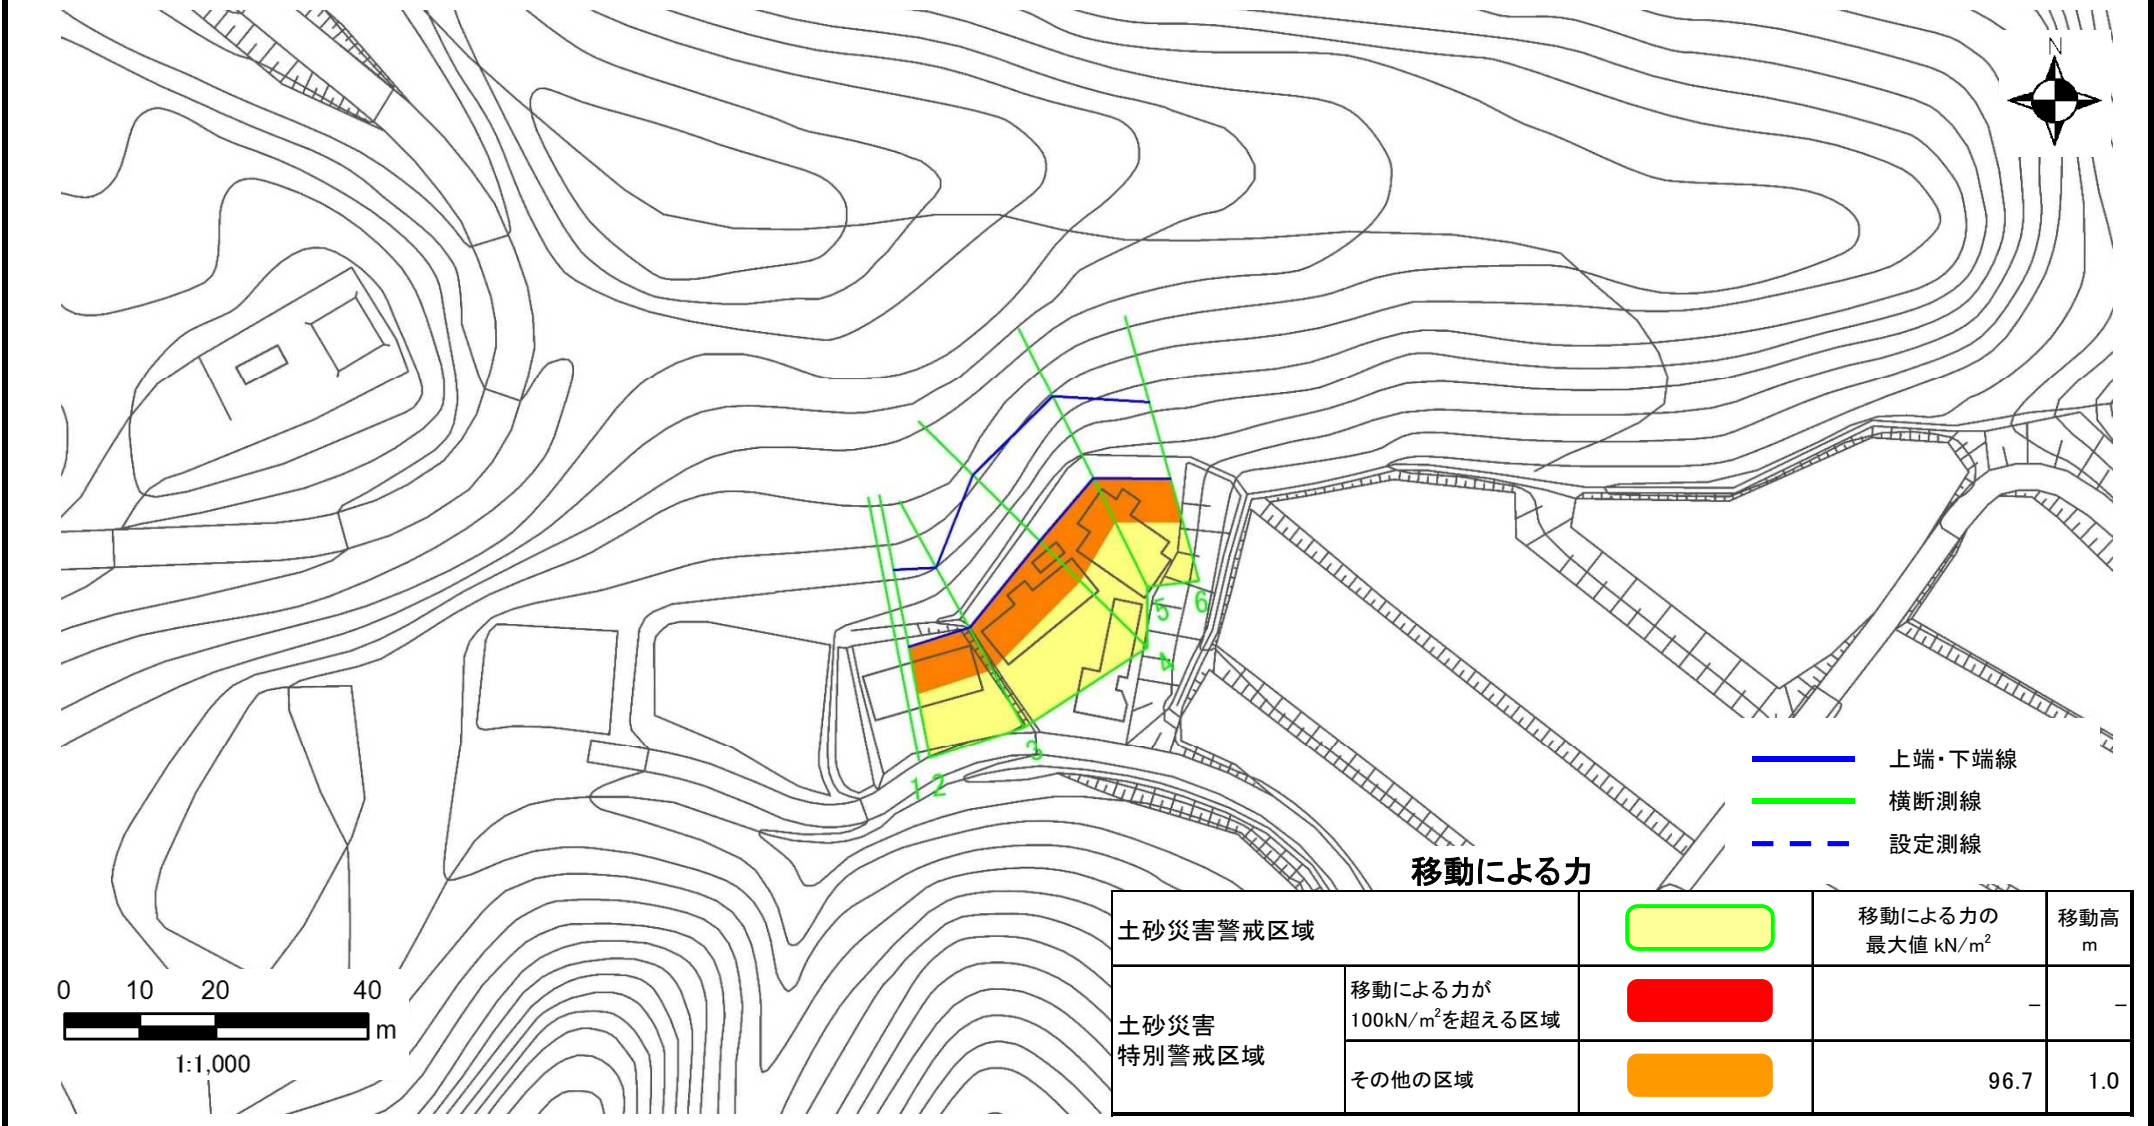 N
5
6
4
3
1
2
上端・下端線
横断測線
設定測線
移動による力
土砂災害警戒区域
移動による力の
最大値 kN/m²
移動高
m
土砂災害
特別警戒区域
移動による力が
100kN/m²を超える区域
–
–
その他の区域
96.7
1.0
0 10 20 40
m
1:1,000